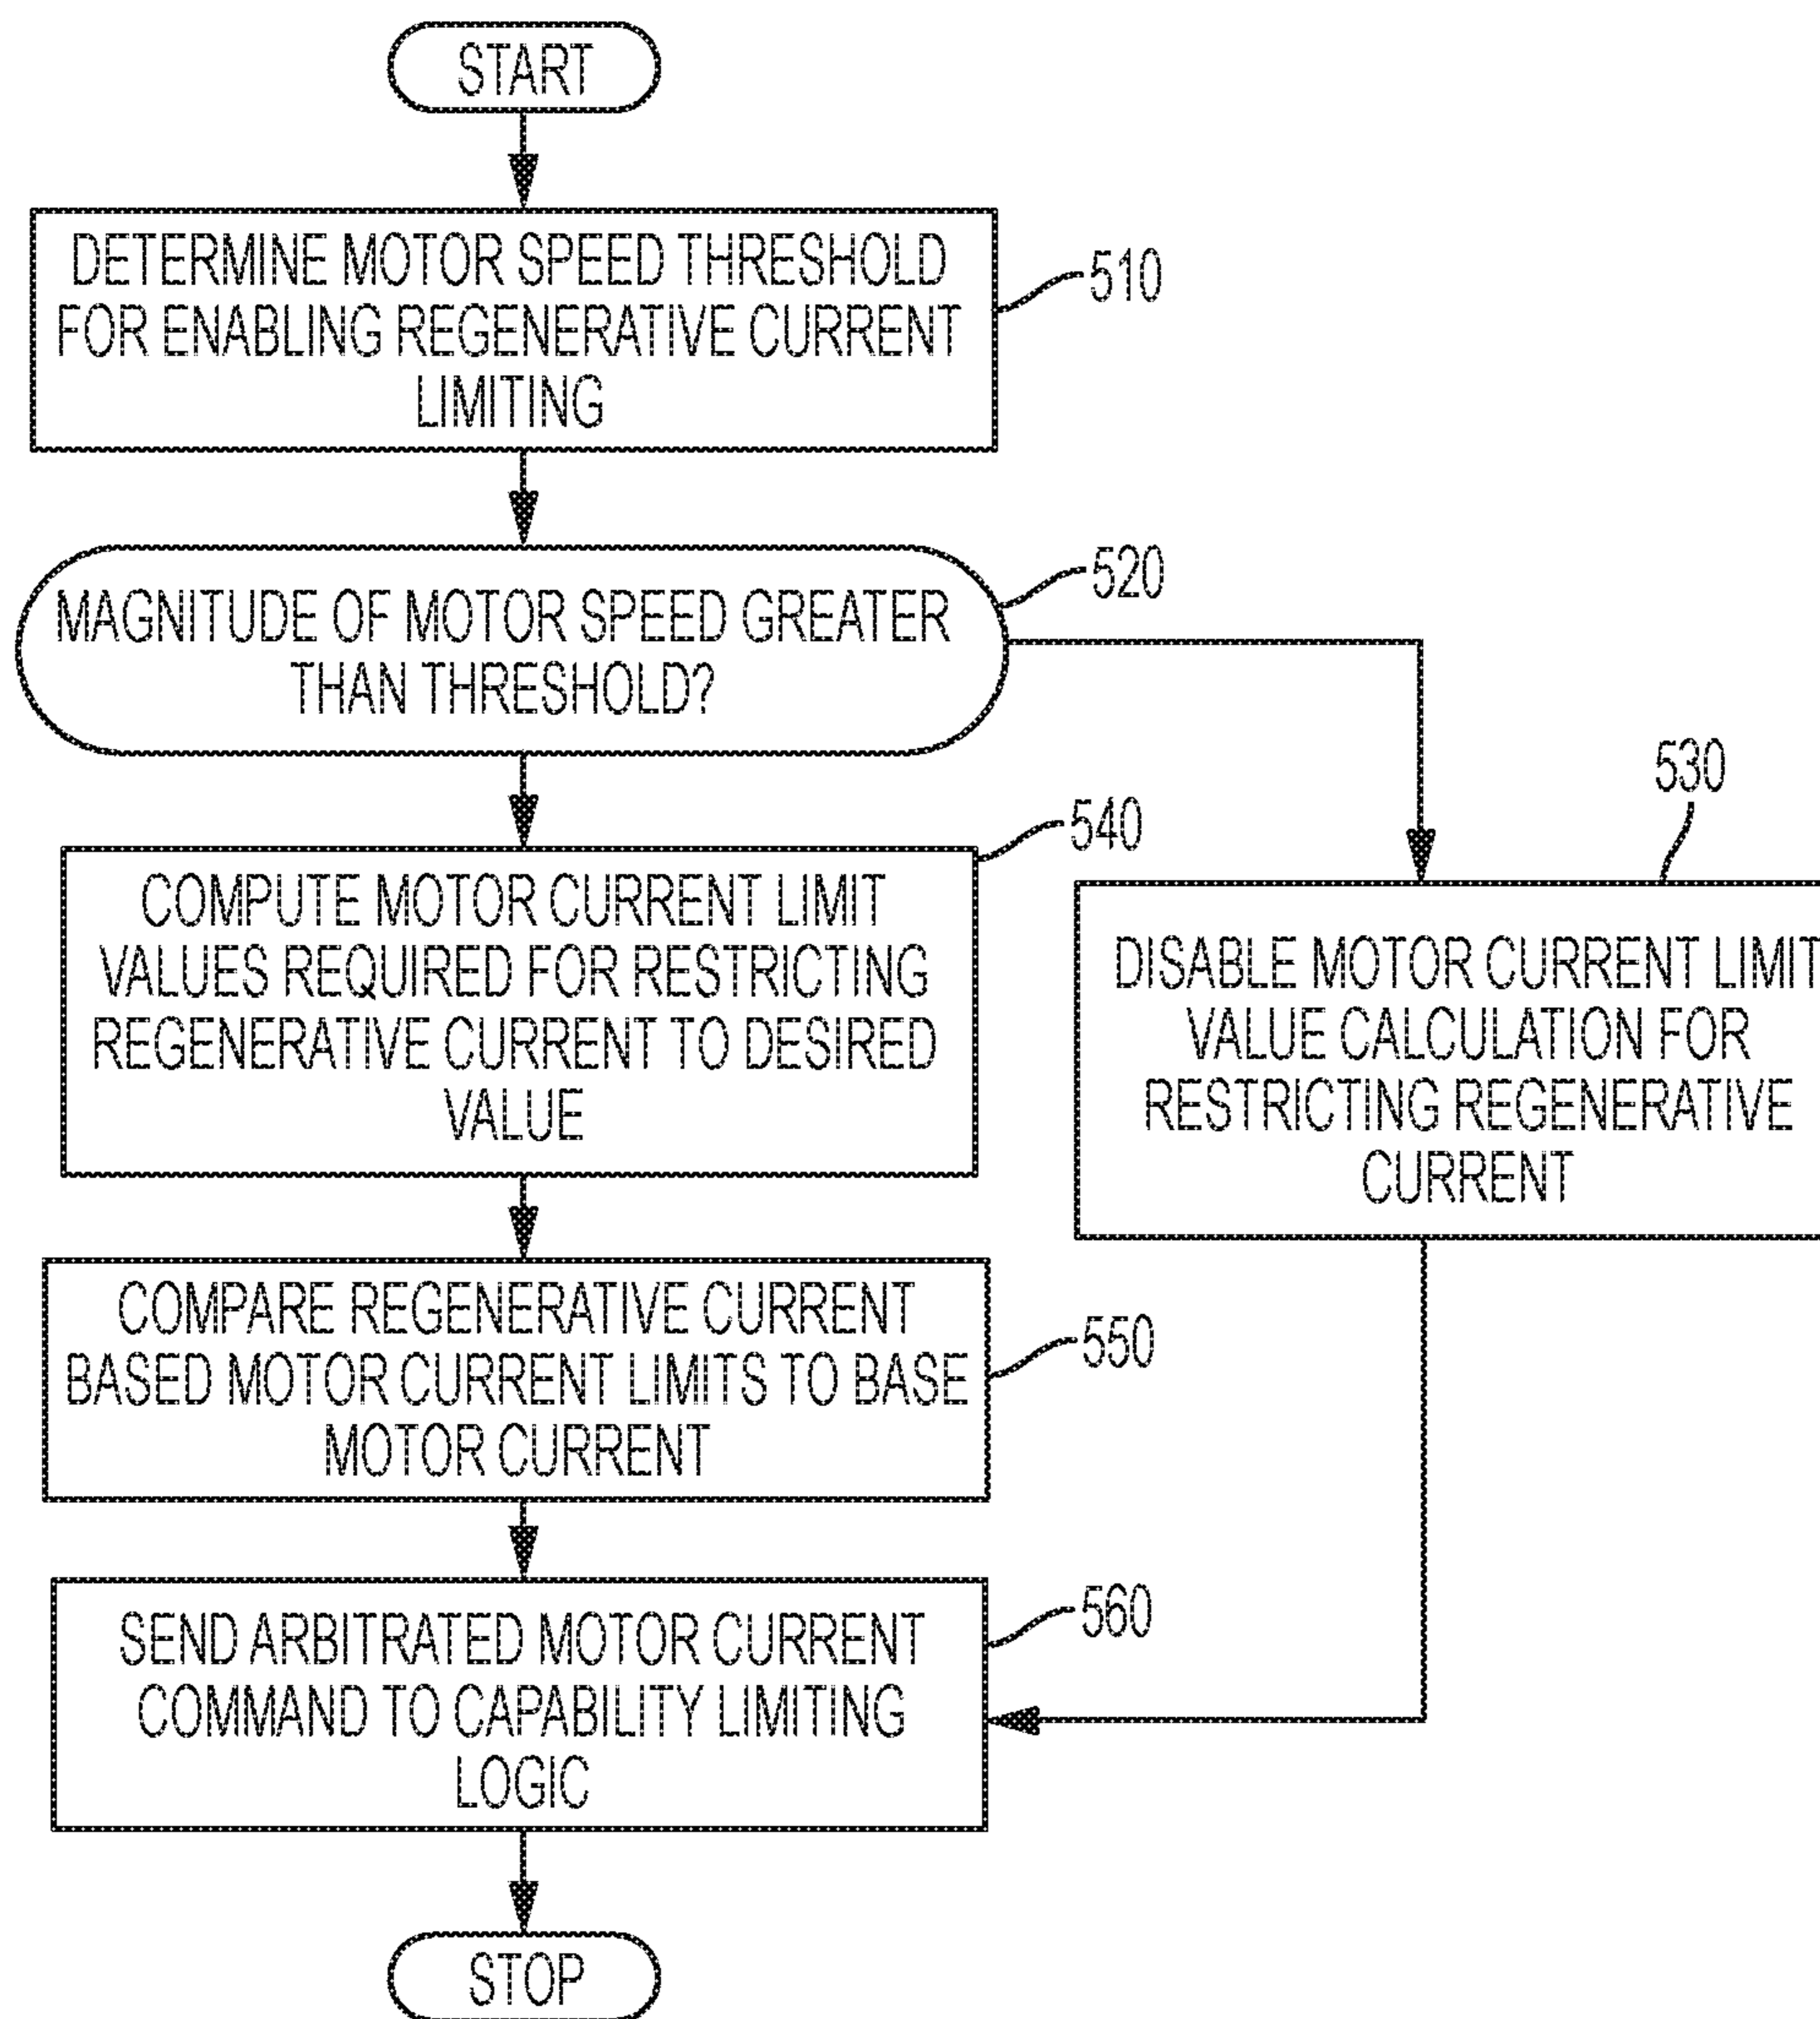 START
DETERMINE MOTOR SPEED THRESHOLD
FOR ENABLING REGENERATIVE CURRENT
LIMITING
510
MAGNITUDE OF MOTOR SPEED GREATER
THAN THRESHOLD?
520
530
DISABLE MOTOR CURRENT LIMIT
VALUE CALCULATION FOR
RESTRICTING REGENERATIVE
CURRENT
540
COMPUTE MOTOR CURRENT LIMIT
VALUES REQUIRED FOR RESTRICTING
REGENERATIVE CURRENT TO DESIRED
VALUE
COMPARE REGENERATIVE CURRENT
BASED MOTOR CURRENT LIMITS TO BASE
MOTOR CURRENT
550
SEND ARBITRATED MOTOR CURRENT
COMMAND TO CAPABILITY LIMITING
LOGIC
560
STOP